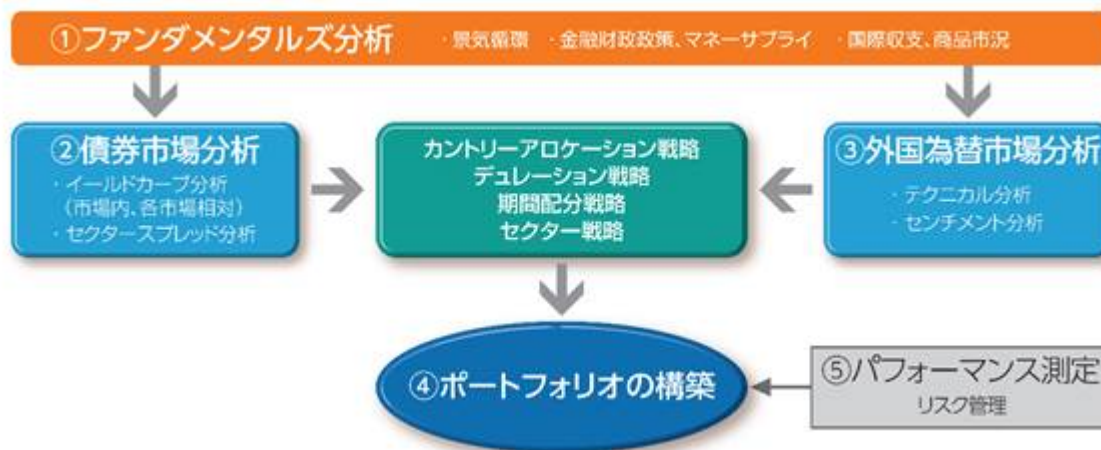 ①ファンダメンタルズ分析 ・景気循環 ・金融財政政策、マネーサプライ ・国際収支、商品市況
②債券市場分析
・イールドカーブ分析
(市場内、各市場相対)
・セクタースプレッド分析
カントリーアロケーション戦略
デュレーション戦略
期間配分戦略
セクター戦略
③外国為替市場分析
・テクニカル分析
・センチメント分析
④ポートフォリオの構築
⑤パフォーマンス測定
リスク管理